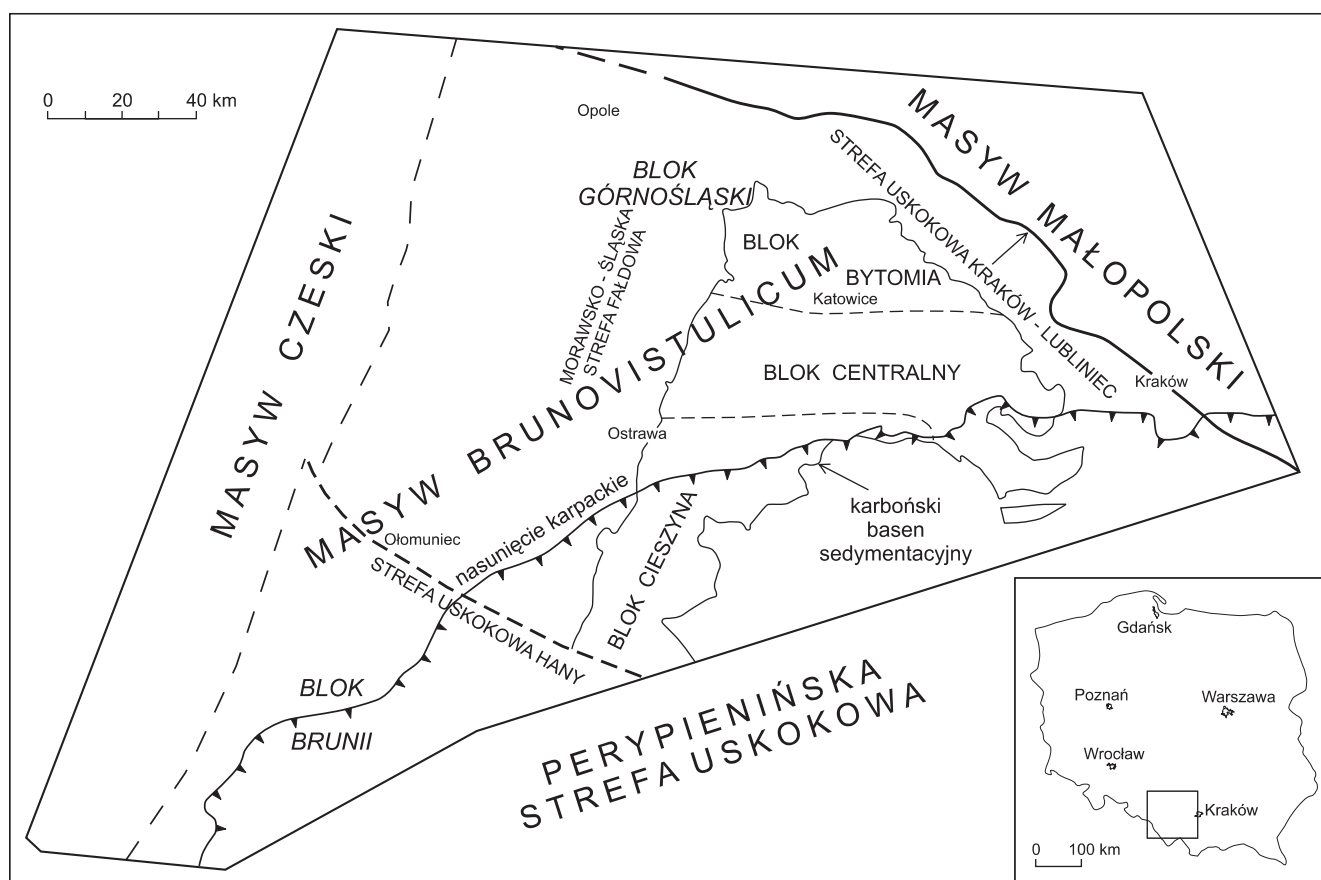 0 20 40 km
Opole
MASYW MAŁOPOLSKI
STREFA USKOKOWA KRAKÓW - LUBLINIEC
BLOK
GÓRNOŚLĄSKI
MORAWSKO - ŚLĄSKA
STREFA FAŁDOWA
BLOK
BYTOMIA
Katowice
MASYW CZESKI
MASYW BRUNOVISTULICUM
BLOK CENTRALNY
Kraków
Ostrawa
nasunięcie karpackie
karboński
basen
sedymentacyjny
Ołomuniec
STREFA USKOKOWA HANY
BLOK CIESZYNA
BLOK
BRUNII
PERYPIENIŃSKA
STREFA USKOKOWA
Gdańsk
Poznań
Warszawa
Wrocław
Kraków
0 100 km